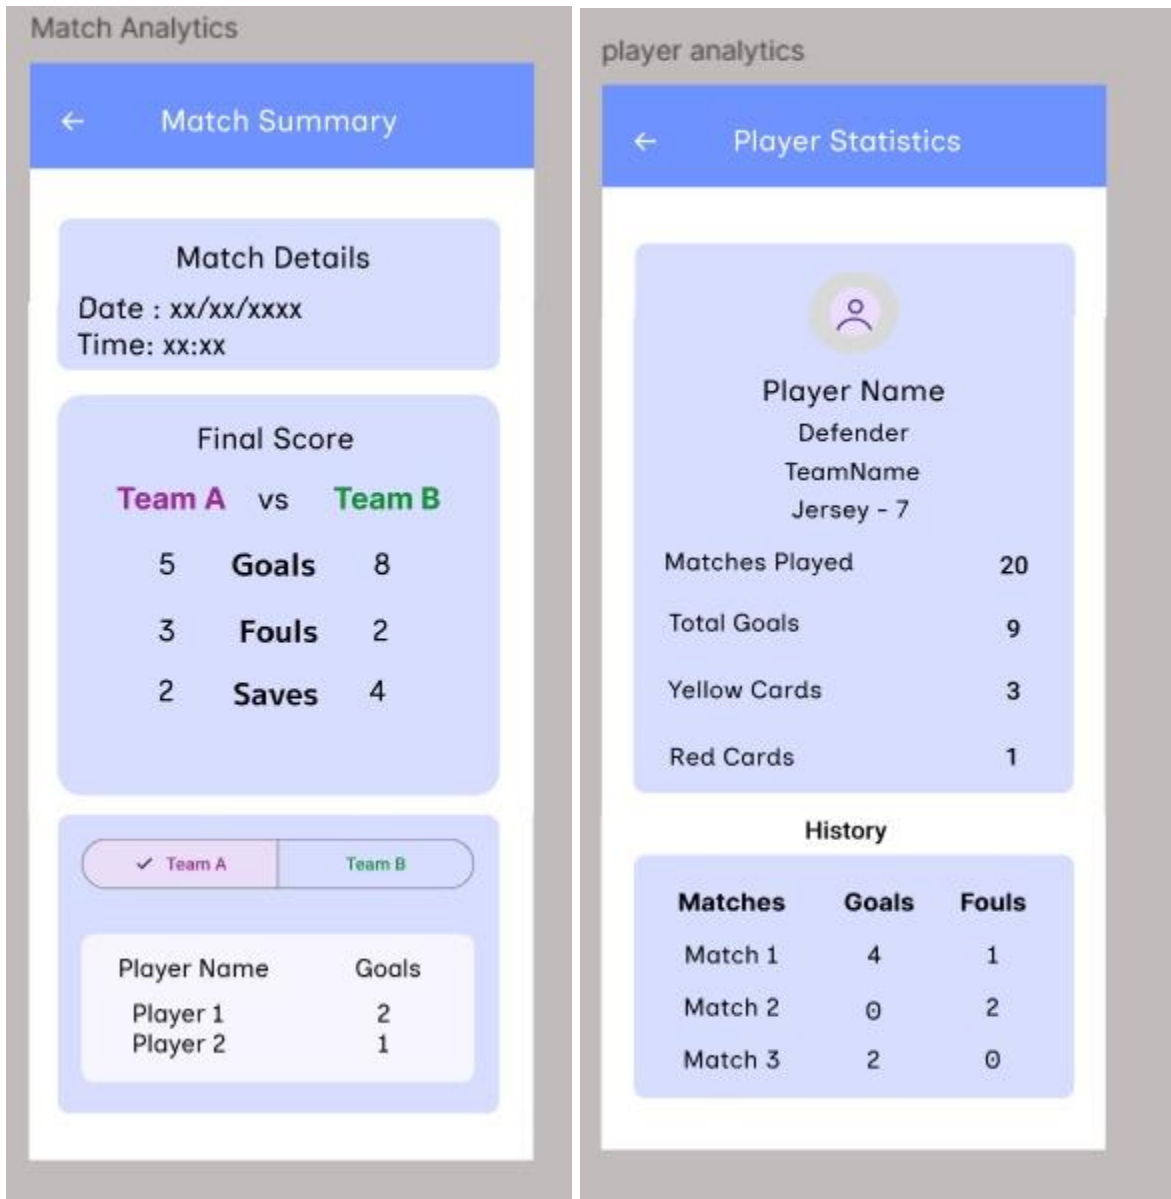 Match Analytics
← Match Summary
Match Details
Date : xx/xx/xxxx
Time: xx:xx
Final Score
Team A vs Team B
5 Goals 8
3 Fouls 2
2 Saves 4
✓ Team A Team B
Player Name Goals
Player 1 2
Player 2 1
player analytics
← Player Statistics
Player Name
Defender
TeamName
Jersey - 7
Matches Played 20
Total Goals 9
Yellow Cards 3
Red Cards 1
History
Matches Goals Fouls
Match 1 4 1
Match 2 0 2
Match 3 2 0